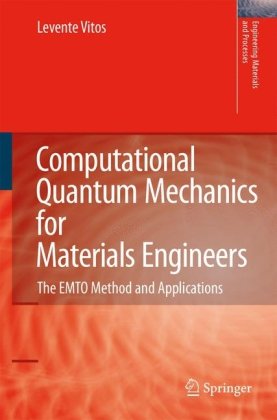 Levente Vitos
Engineering Materials
and Processes
Computational
Quantum Mechanics
for
Materials Engineers
The EMTO Method and Applications
Springer